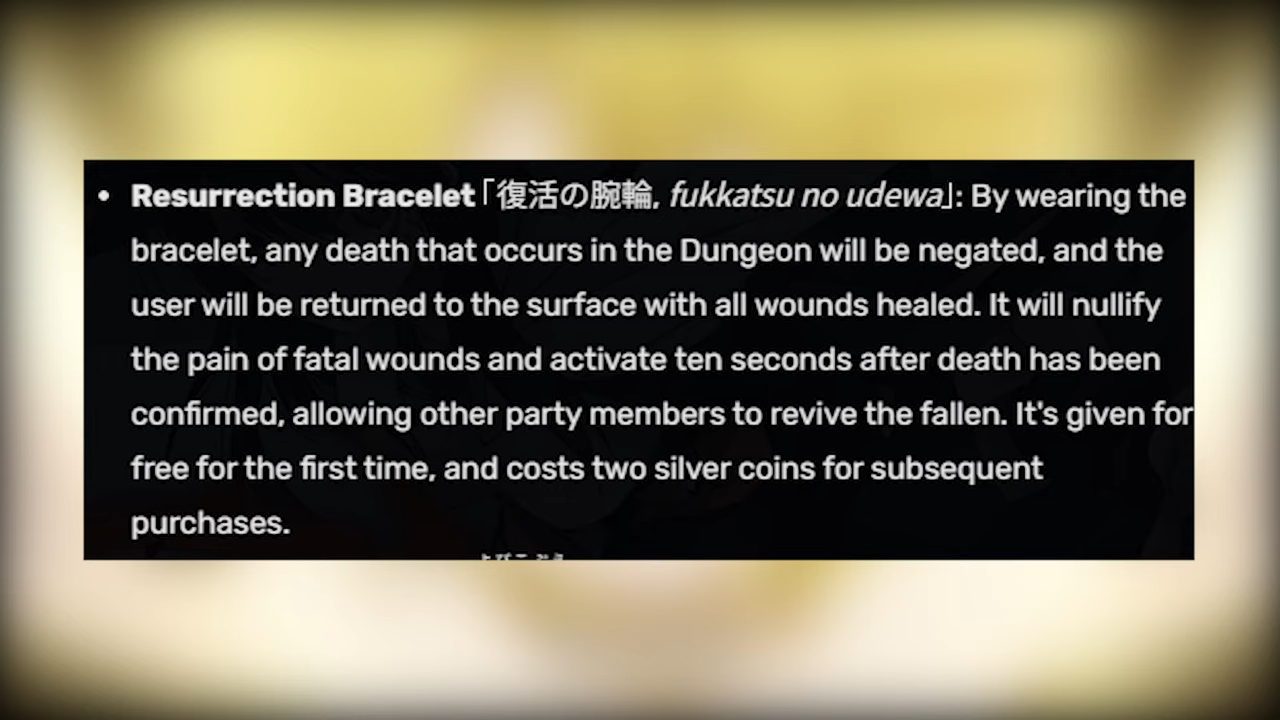 • Resurrection Bracelet「復活の腕輪, fukkatsu no udewa」: By wearing the
bracelet, any death that occurs in the Dungeon will be negated, and the
user will be returned to the surface with all wounds healed. It will nullify
the pain of fatal wounds and activate ten seconds after death has been
confirmed, allowing other party members to revive the fallen. It's given for
free for the first time, and costs two silver coins for subsequent
purchases.